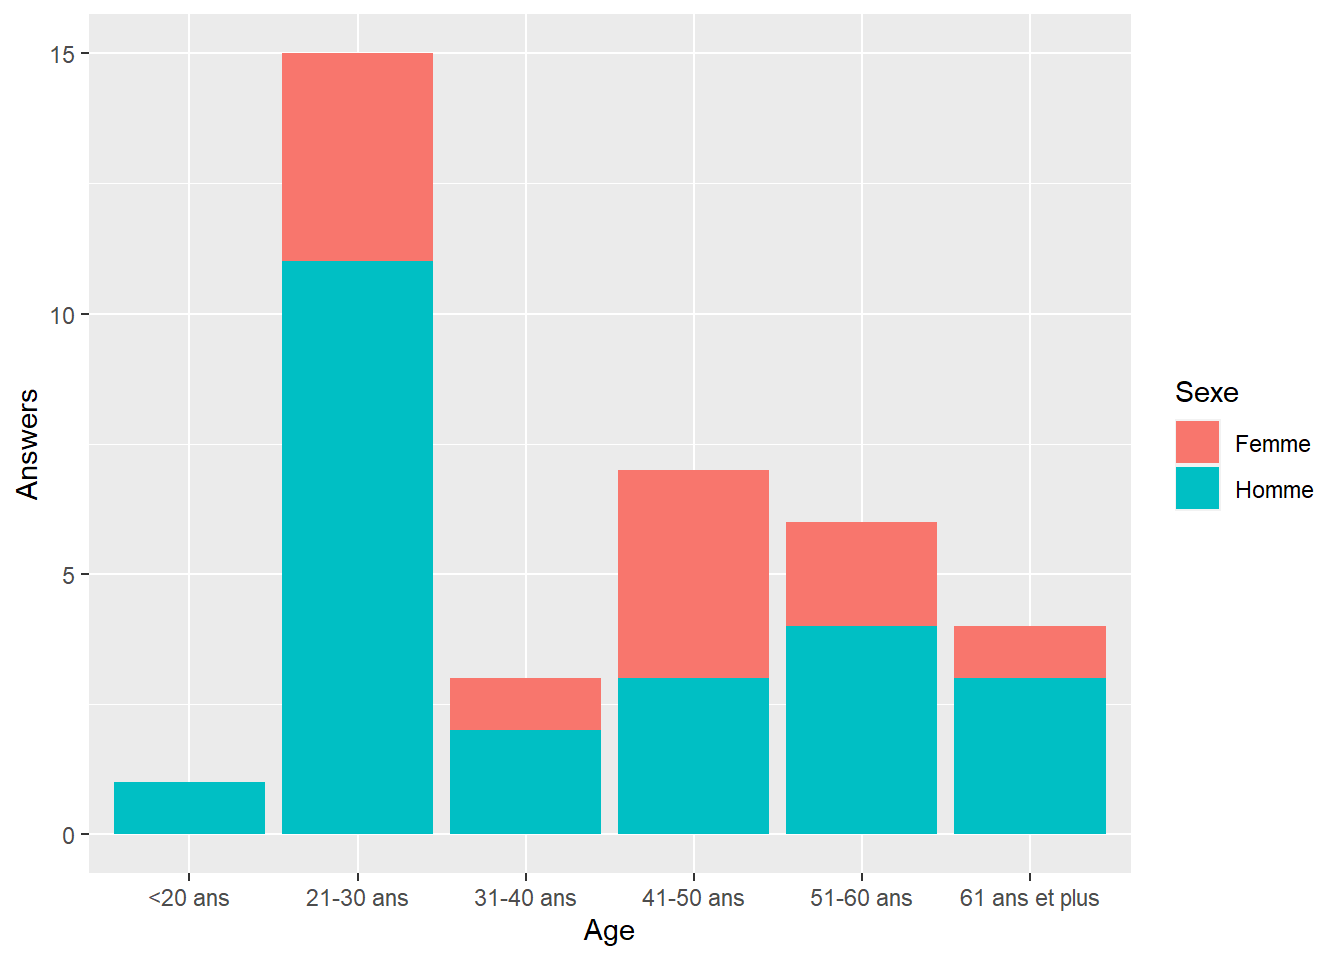 15
10
5
0
Answers
<20 ans
21-30 ans
31-40 ans
41-50 ans
51-60 ans
61 ans et plus
Age
Sexe
Femme
Homme